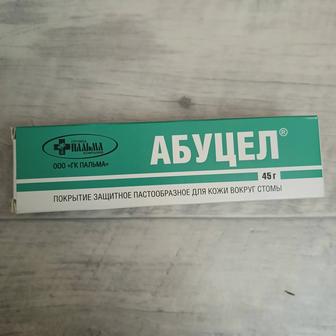 ПАЛЬМА
ООО «ГК ПАЛЬМА»
АБУЦЕЛ®
45 г
ПОКРЫТИЕ ЗАЩИТНОЕ ПАСТООБРАЗНОЕ ДЛЯ КОЖИ ВОКРУГ СТОМЫ